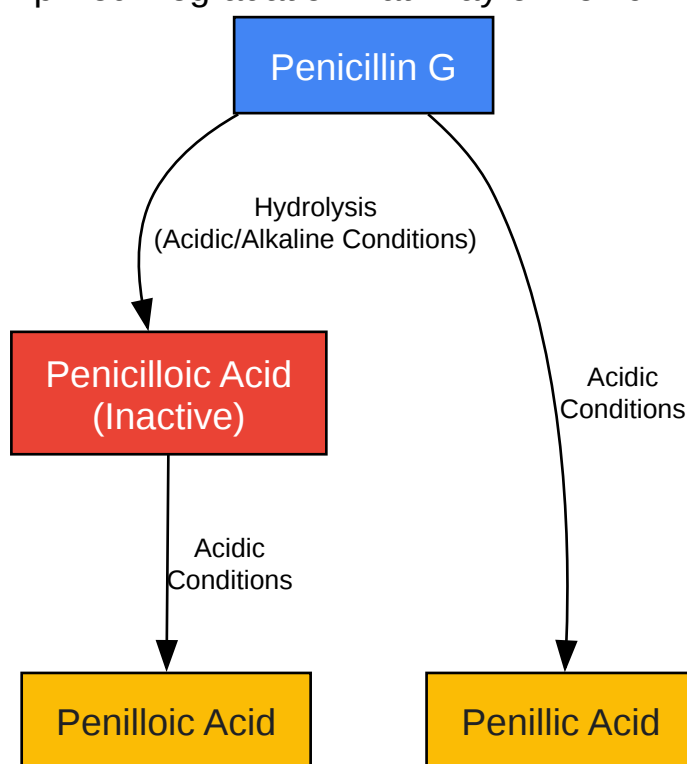 Penicillin G
Hydrolysis
(Acidic/Alkaline Conditions)
Penicilloic Acid
(Inactive)
Acidic
Conditions
Acidic
Conditions
Penilloic Acid
Penillic Acid